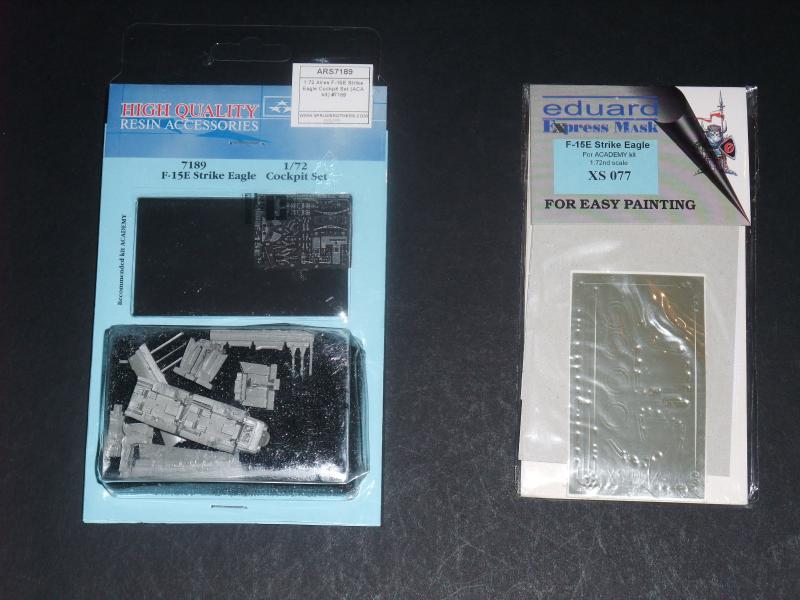 ARS7189
1:72 Aires F-15E Strike
Eagle Cockpit Set (ACA
kit) #7189
WWW.SPRUEBROTHERS.COM
HIGH QUALITY
RESIN ACCESSORIES
7189 1/72
F-15E Strike Eagle Cockpit Set
Recommended kit ACADEMY
eduard
Express Mask
F-15E Strike Eagle
For ACADEMY kit
1:72nd scale
XS 077
FOR EASY PAINTING